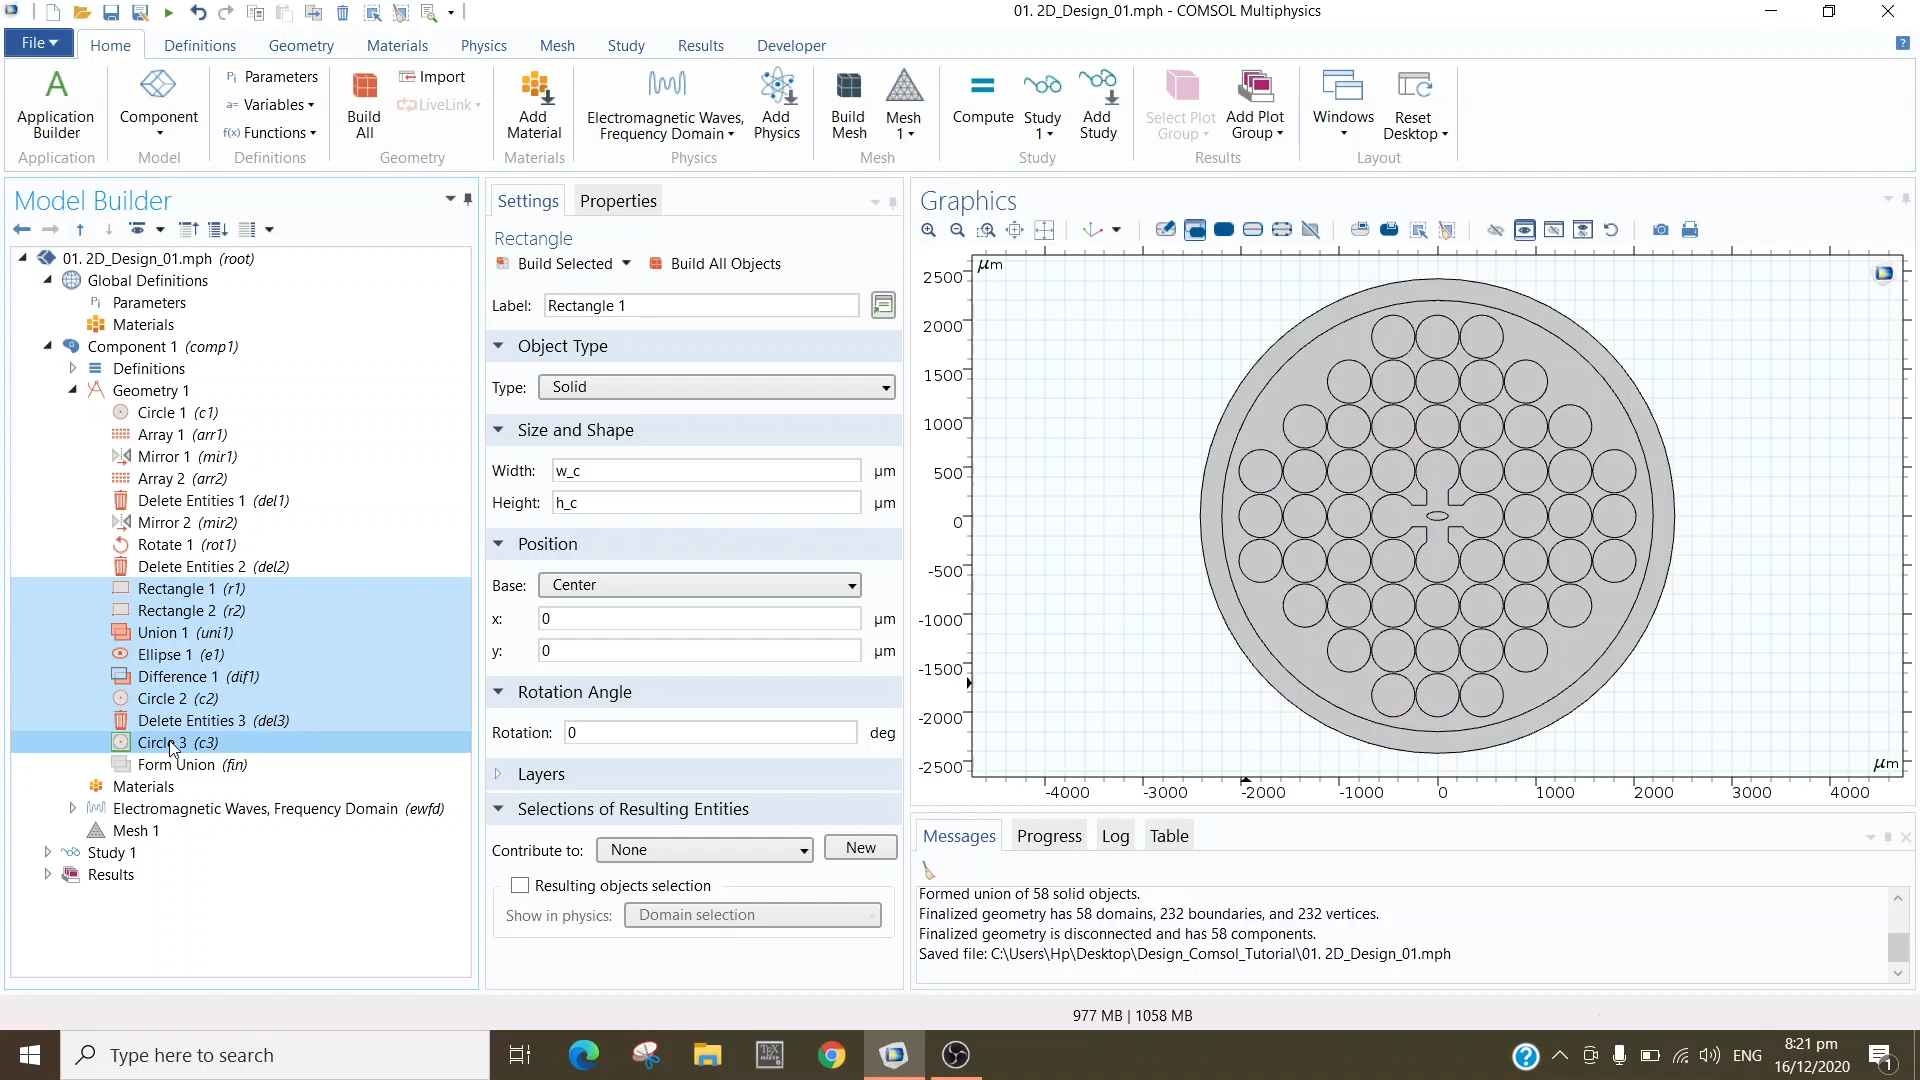 01. 2D_Design_01.mph - COMSOL Multiphysics
File Home Definitions Geometry Materials Physics Mesh Study Results Developer
Application Builder
Application
Component
Model
Pi Parameters
a= Variables
f(x) Functions
Definitions
Build All
Import
LiveLink
Geometry
Add Material
Materials
Electromagnetic Waves, Frequency Domain
Add Physics
Physics
Build Mesh
Mesh 1
Mesh
Compute
Study 1
Add Study
Study
Select Plot Group
Add Plot Group
Results
Windows
Reset Desktop
Layout
Model Builder
01. 2D_Design_01.mph (root)
Global Definitions
Pi Parameters
Materials
Component 1 (comp1)
Definitions
Geometry 1
Circle 1 (c1)
Array 1 (arr1)
Mirror 1 (mir1)
Array 2 (arr2)
Delete Entities 1 (del1)
Mirror 2 (mir2)
Rotate 1 (rot1)
Delete Entities 2 (del2)
Rectangle 1 (r1)
Rectangle 2 (r2)
Union 1 (uni1)
Ellipse 1 (e1)
Difference 1 (dif1)
Circle 2 (c2)
Delete Entities 3 (del3)
Circle 3 (c3)
Form Union (fin)
Materials
Electromagnetic Waves, Frequency Domain (ewfd)
Mesh 1
Study 1
Results
Settings Properties
Rectangle
Build Selected Build All Objects
Label: Rectangle 1
Object Type
Type: Solid
Size and Shape
Width: w_c µm
Height: h_c µm
Position
Base: Center
x: 0 µm
y: 0 µm
Rotation Angle
Rotation: 0 deg
Layers
Selections of Resulting Entities
Contribute to: None New
Resulting objects selection
Show in physics: Domain selection
Graphics
µm
2500
2000
1500
1000
500
0
-500
-1000
-1500
-2000
-2500
µm
-4000 -3000 -2000 -1000 0 1000 2000 3000 4000
Messages Progress Log Table
Formed union of 58 solid objects.
Finalized geometry has 58 domains, 232 boundaries, and 232 vertices.
Finalized geometry is disconnected and has 58 components.
Saved file: C:\Users\Hp\Desktop\Design_Comsol_Tutorial\01. 2D_Design_01.mph
977 MB | 1058 MB
Type here to search
ENG
8:21 pm
16/12/2020
1